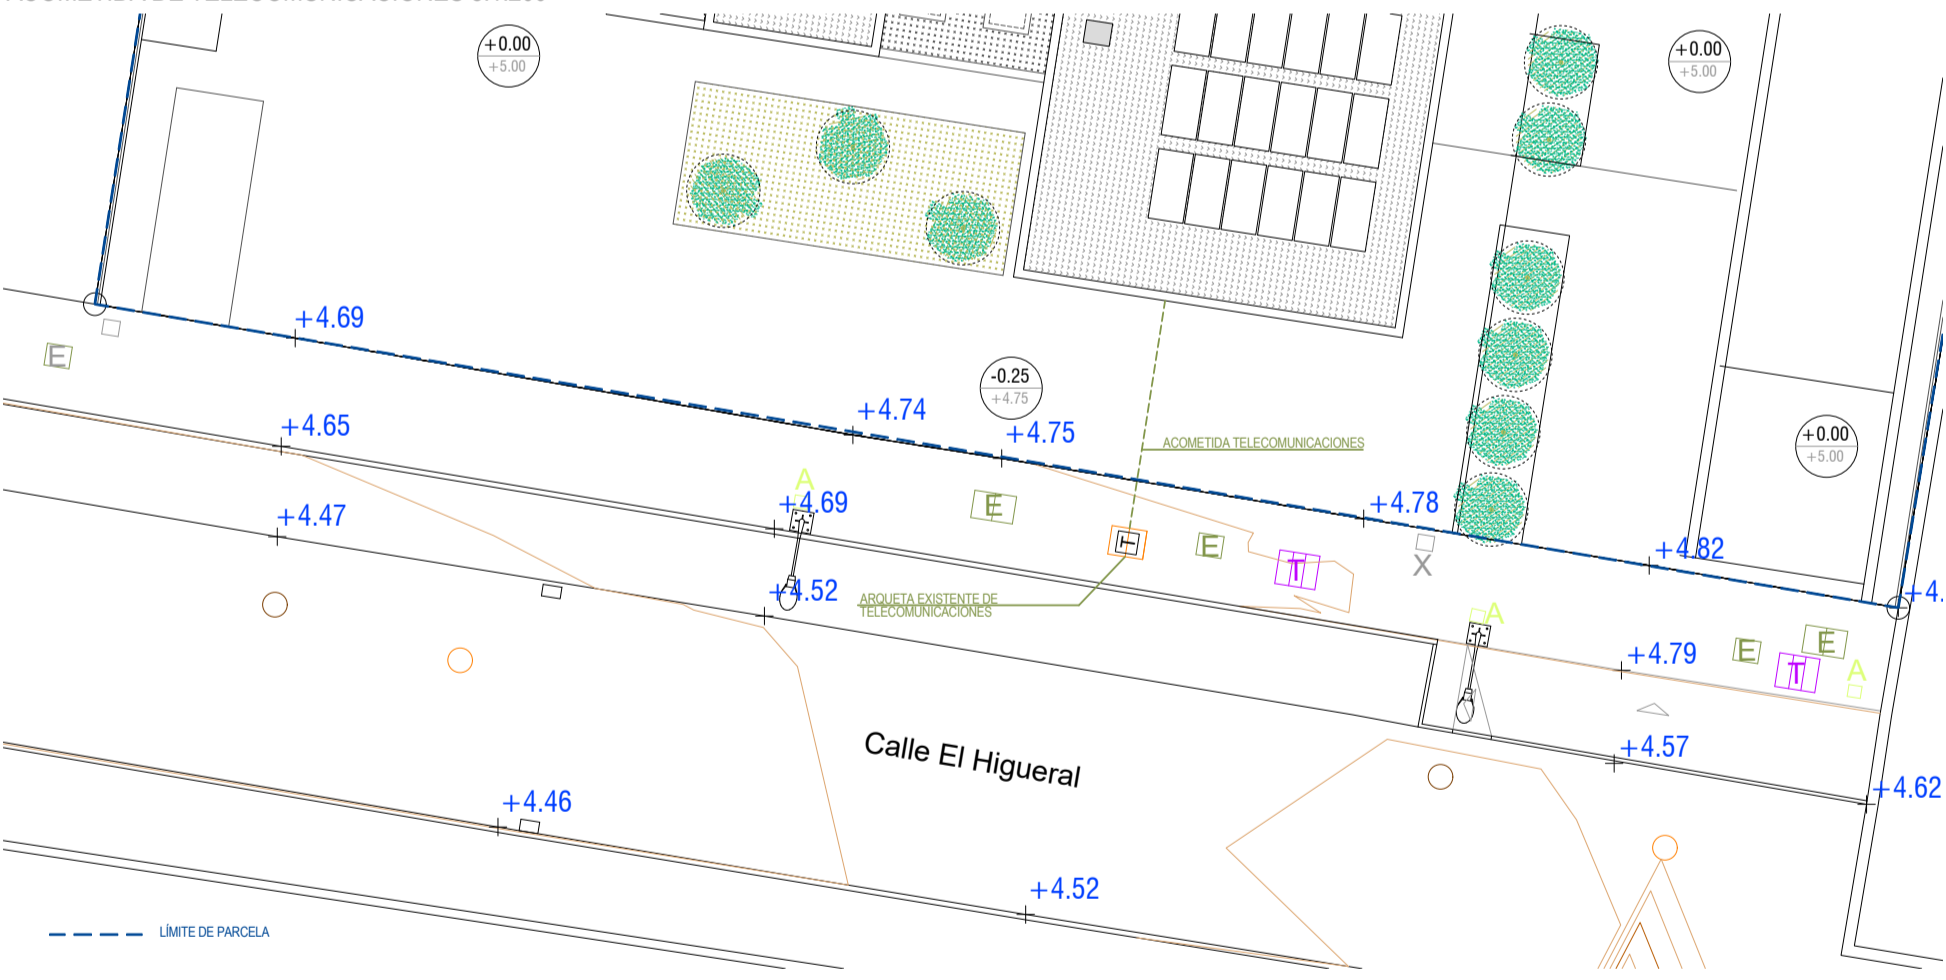 +0.00
+5.00
+0.00
+5.00
+4.69
E
-0.25
+4.75
+4.74
+4.65
+4.75
ACOMETIDA TELECOMUNICACIONES
+0.00
+5.00
A
+4.69
E
+4.78
+4.47
T
E
T
X
+4.82
+4.52
ARQUETA EXISTENTE DE
TELECOMUNICACIONES
A
+4.79
E
E
T
A
Calle El Higueral
+4.57
+4.62
+4.46
+4.52
LÍMITE DE PARCELA